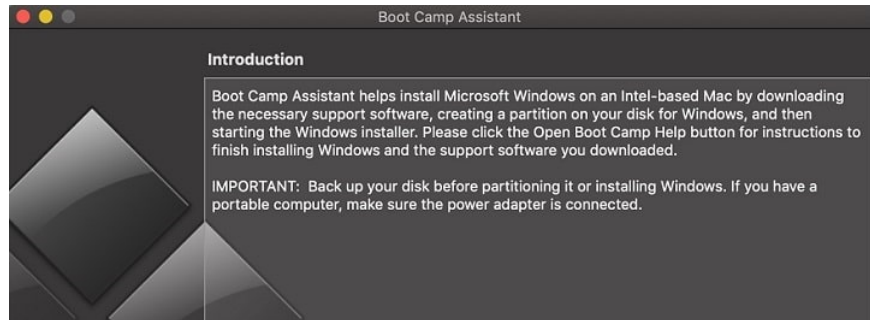 Boot Camp Assistant
Introduction
Boot Camp Assistant helps install Microsoft Windows on an Intel-based Mac by downloading
the necessary support software, creating a partition on your disk for Windows, and then
starting the Windows installer. Please click the Open Boot Camp Help button for instructions to
finish installing Windows and the support software you downloaded.
IMPORTANT: Back up your disk before partitioning it or installing Windows. If you have a
portable computer, make sure the power adapter is connected.